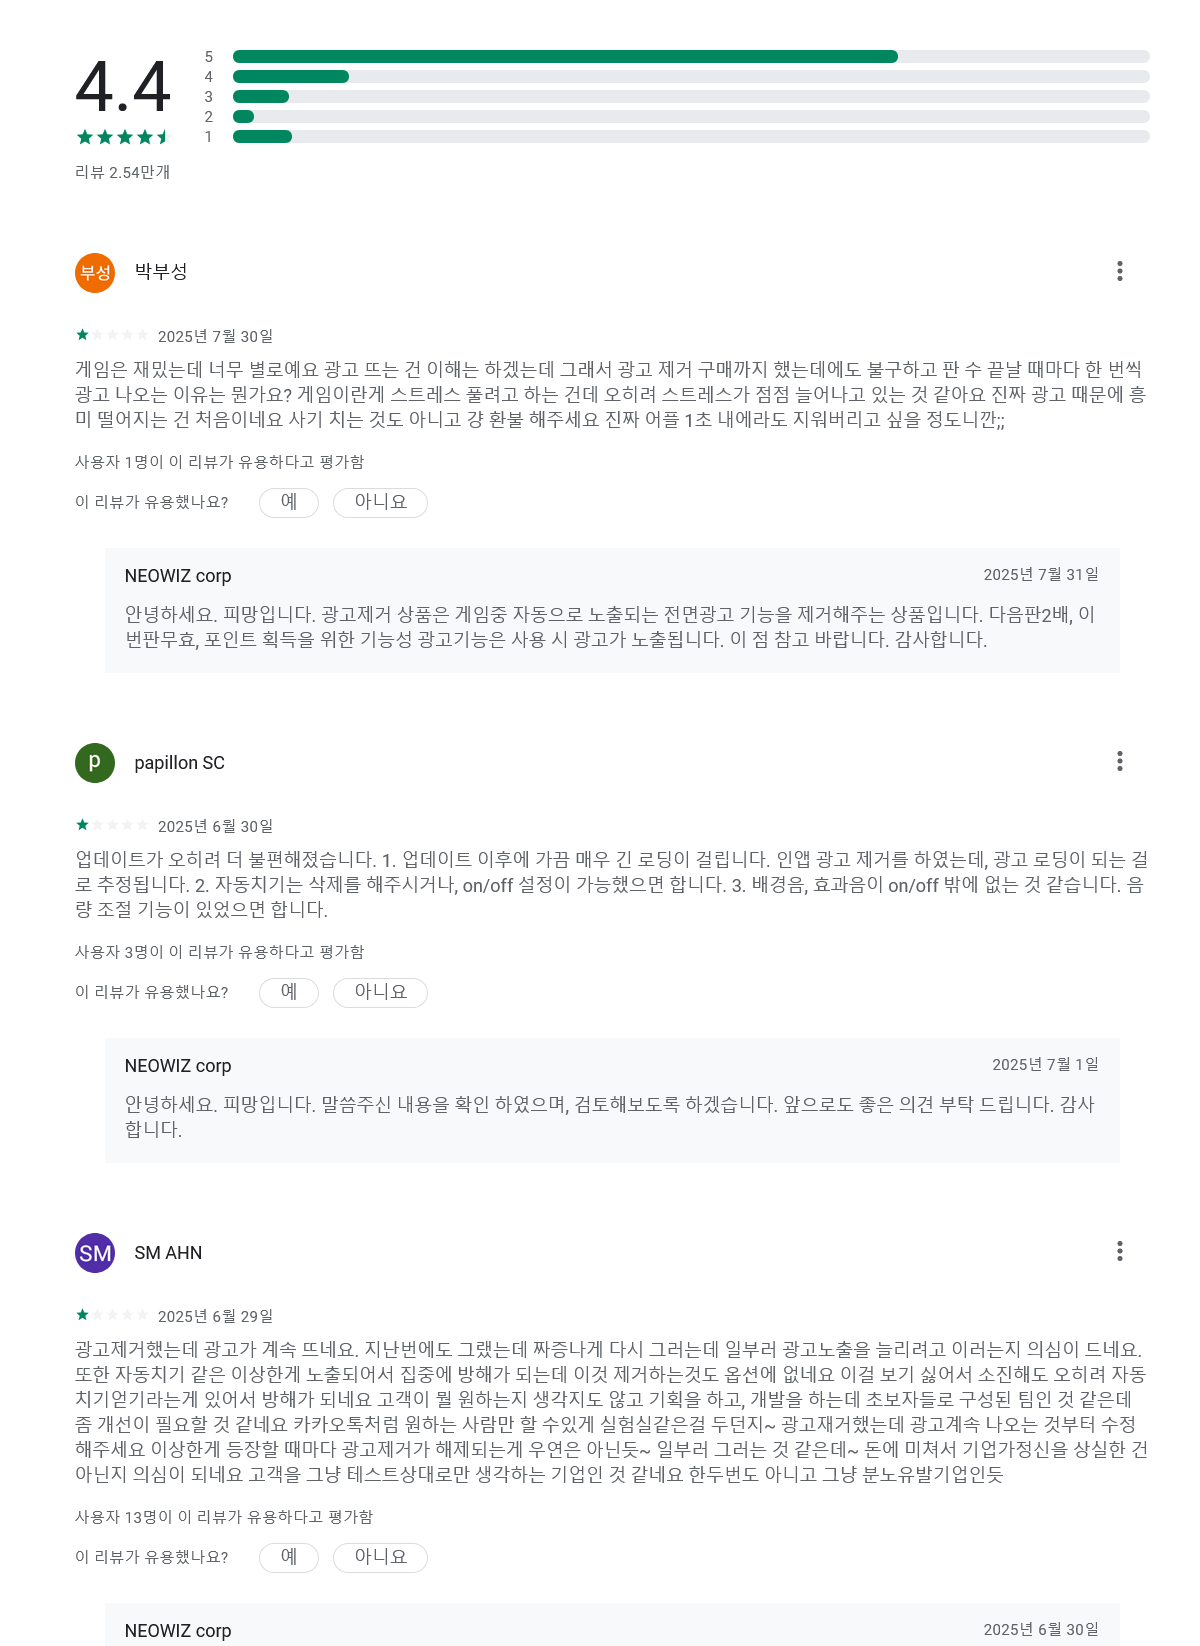 4.4
5
4
3
2
1
리뷰 2.54만개
부성
박부성
2025년 7월 30일
게임은 재밌는데 너무 별로예요 광고 뜨는 건 이해는 하겠는데 그래서 광고 제거 구매까지 했는데에도 불구하고 판 수 끝날 때마다 한 번씩
광고 나오는 이유는 뭔가요? 게임이란게 스트레스 풀려고 하는 건데 오히려 스트레스가 점점 늘어나고 있는 것 같아요 진짜 광고 때문에 흥
미 떨어지는 건 처음이네요 사기 치는 것도 아니고 걍 환불 해주세요 진짜 어플 1초 내에라도 지워버리고 싶을 정도니깐;;
사용자 1명이 이 리뷰가 유용하다고 평가함
이 리뷰가 유용했나요? 예 아니요
NEOWIZ corp 2025년 7월 31일
안녕하세요. 피망입니다. 광고제거 상품은 게임중 자동으로 노출되는 전면광고 기능을 제거해주는 상품입니다. 다음판2배, 이
번판무효, 포인트 획득을 위한 기능성 광고기능은 사용 시 광고가 노출됩니다. 이 점 참고 바랍니다. 감사합니다.
p
papillon SC
2025년 6월 30일
업데이트가 오히려 더 불편해졌습니다. 1. 업데이트 이후에 가끔 매우 긴 로딩이 걸립니다. 인앱 광고 제거를 하였는데, 광고 로딩이 되는 걸
로 추정됩니다. 2. 자동치기는 삭제를 해주시거나, on/off 설정이 가능했으면 합니다. 3. 배경음, 효과음이 on/off 밖에 없는 것 같습니다. 음
량 조절 기능이 있었으면 합니다.
사용자 3명이 이 리뷰가 유용하다고 평가함
이 리뷰가 유용했나요? 예 아니요
NEOWIZ corp 2025년 7월 1일
안녕하세요. 피망입니다. 말씀주신 내용을 확인 하였으며, 검토해보도록 하겠습니다. 앞으로도 좋은 의견 부탁 드립니다. 감사
합니다.
SM
SM AHN
2025년 6월 29일
광고제거했는데 광고가 계속 뜨네요. 지난번에도 그랬는데 짜증나게 다시 그러는데 일부러 광고노출을 늘리려고 이러는지 의심이 드네요.
또한 자동치기 같은 이상한게 노출되어서 집중에 방해가 되는데 이것 제거하는것도 옵션에 없네요 이걸 보기 싫어서 소진해도 오히려 자동
치기얻기라는게 있어서 방해가 되네요 고객이 뭘 원하는지 생각지도 않고 기획을 하고, 개발을 하는데 초보자들로 구성된 팀인 것 같은데
좀 개선이 필요할 것 같네요 카카오톡처럼 원하는 사람만 할 수있게 실험실같은걸 두던지~ 광고재거했는데 광고계속 나오는 것부터 수정
해주세요 이상한게 등장할 때마다 광고제거가 해제되는게 우연은 아닌듯~ 일부러 그러는 것 같은데~ 돈에 미쳐서 기업가정신을 상실한 건
아닌지 의심이 되네요 고객을 그냥 테스트상대로만 생각하는 기업인 것 같네요 한두번도 아니고 그냥 분노유발기업인듯
사용자 13명이 이 리뷰가 유용하다고 평가함
이 리뷰가 유용했나요? 예 아니요
NEOWIZ corp 2025년 6월 30일